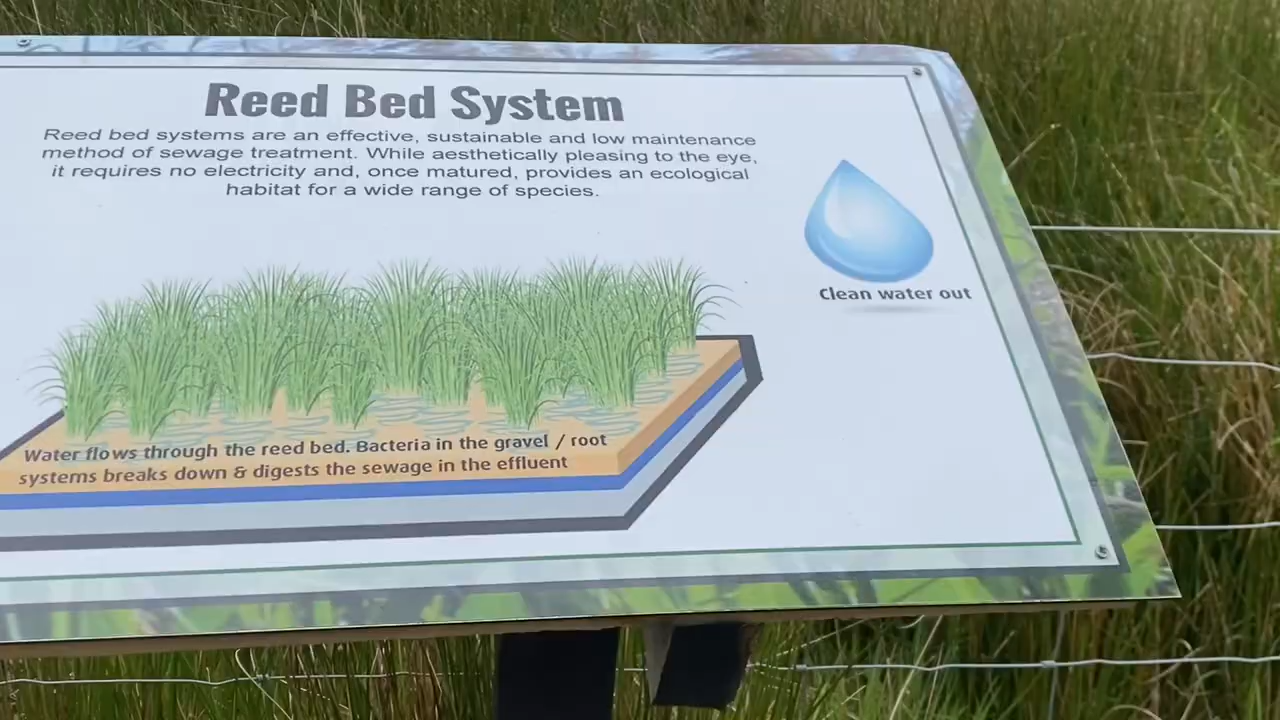 Reed Bed System
Reed bed systems are an effective, sustainable and low maintenance
method of sewage treatment. While aesthetically pleasing to the eye,
it requires no electricity and, once matured, provides an ecological
habitat for a wide range of species.
Clean water out
Water flows through the reed bed. Bacteria in the gravel / root
systems breaks down & digests the sewage in the effluent